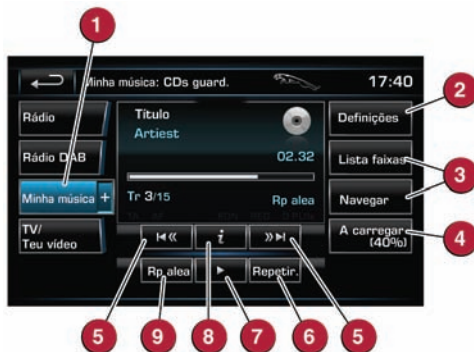 1
Minha música: CDs guard.
17:40
2
Rádio
Título
Artiest
Definições
Rádio DAB
02.32
Lista faixas
3
Minha música +
Tr 3/15
Rp alea
Navegar
TV/
Teu vídeo
i
A carregar
(40%)
4
Rp alea
Repetir.
5
9
8
7
6
5